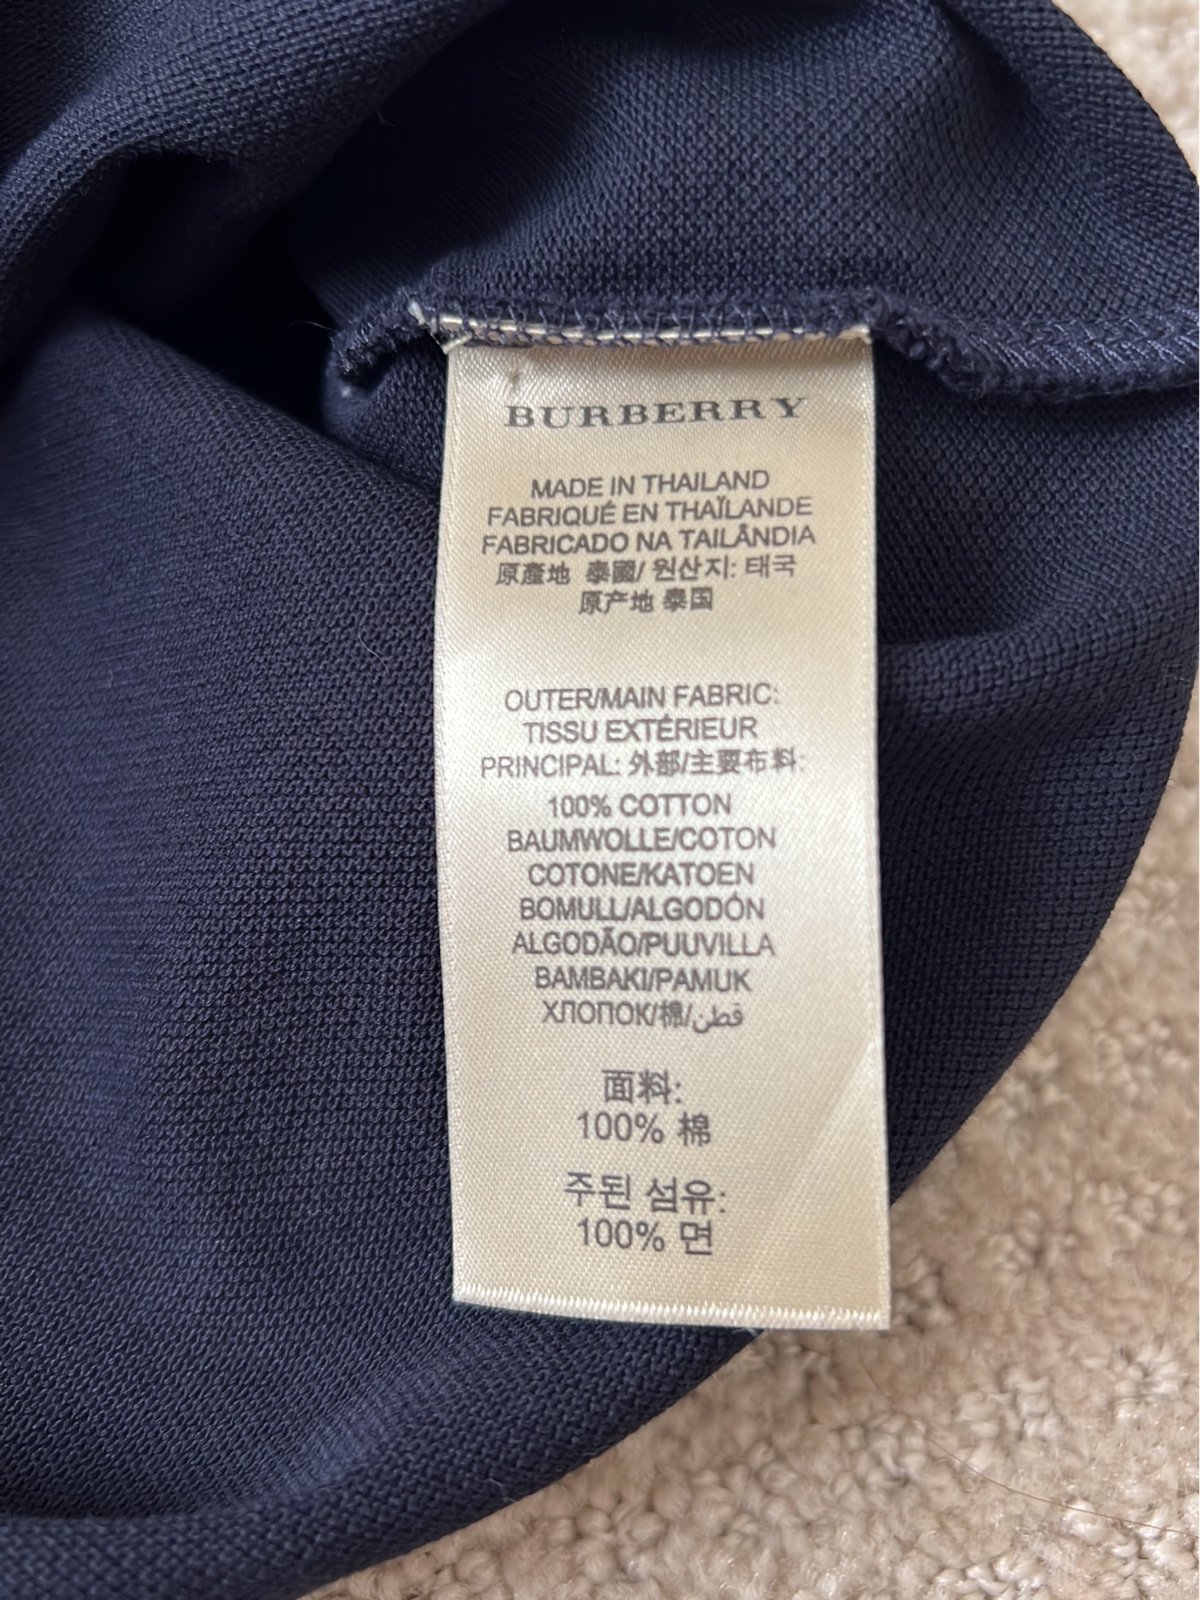 BURBERRY
MADE IN THAILAND
FABRIQUÉ EN THAÏLANDE
FABRICADO NA TAILÂNDIA
原產地 泰國/ 원산지: 태국
原产地 泰国
OUTER/MAIN FABRIC:
TISSU EXTÉRIEUR
PRINCIPAL: 外部/主要布料:
100% COTTON
BAUMWOLLE/COTON
COTONE/KATOEN
BOMULL/ALGODÓN
ALGODÃO/PUUVILLA
BAMBAKI/PAMUK
ХЛОПОК/棉/قطن
面料:
100% 棉
주된 섬유:
100% 면